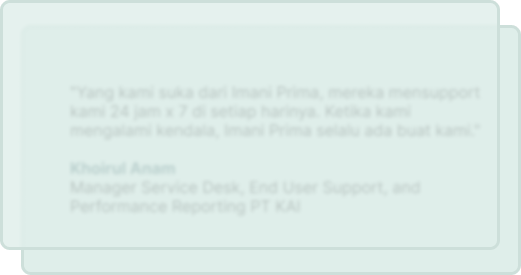 "Yang kami suka dari Imani Prima, mereka mensupport
kami 24 jam x 7 di setiap harinya. Ketika kami
mengalami kendala, Imani Prima selalu ada buat kami."
Khoirul Anam
Manager Service Desk, End User Support, and
Performance Reporting PT KAI